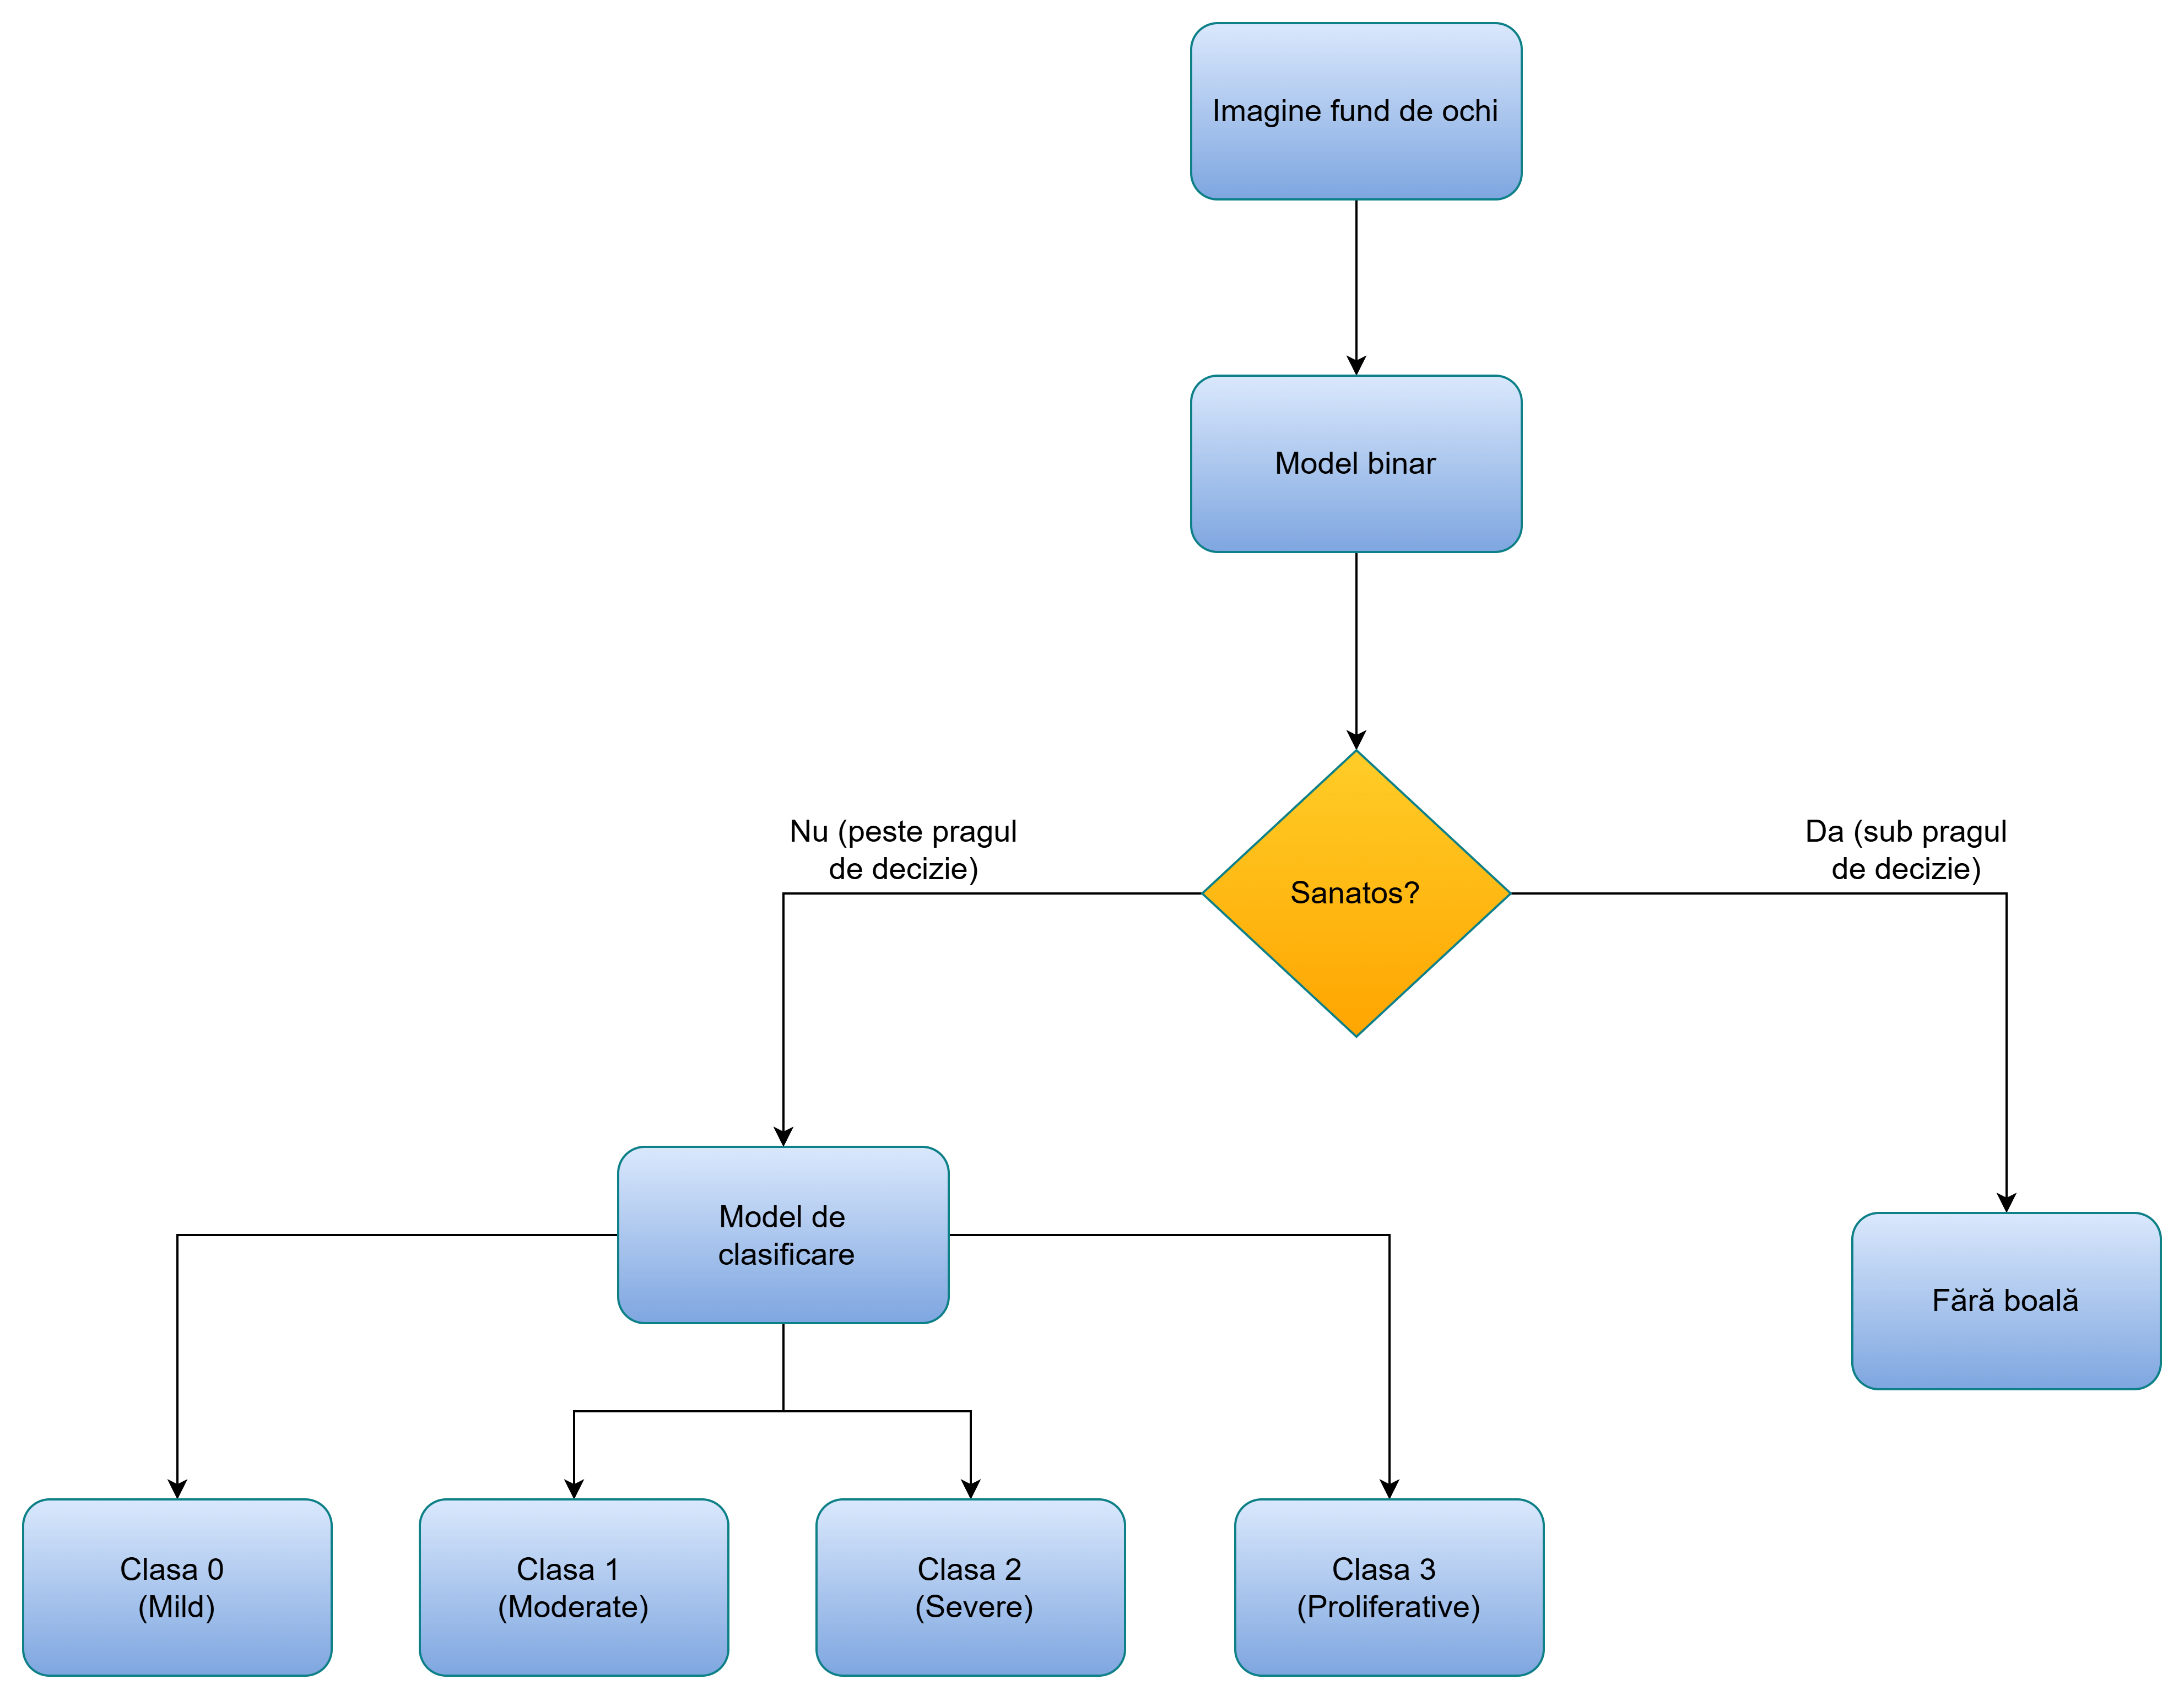 Imagine fund de ochi
Model binar
Nu (peste pragul
de decizie)
Sanatos?
Da (sub pragul
de decizie)
Model de
clasificare
Fără boală
Clasa 0
(Mild)
Clasa 1
(Moderate)
Clasa 2
(Severe)
Clasa 3
(Proliferative)